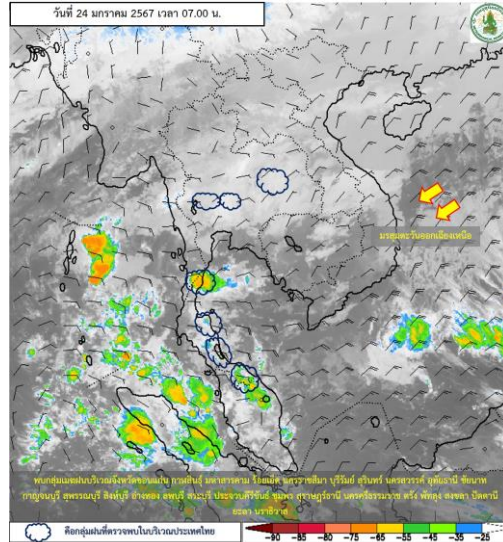 วันที่ 24 มกราคม 2567 เวลา 07.00 น.
มรสุมตะวันออกเฉียงเหนือ
พบกลุ่มเมฆฝนบริเวณจังหวัดขอนแก่น กาฬสินธุ์ มหาสารคาม ร้อยเอ็ด นครราชสีมา บุรีรัมย์ สุรินทร์ นครสวรรค์ อุทัยธานี ชัยนาท
กาญจนบุรี สุพรรณบุรี สิงห์บุรี อ่างทอง ลพบุรี สระบุรี ประจวบคีรีขันธ์ ชุมพร สุราษฎร์ธานี นครศรีธรรมราช ตรัง พัทลุง สงขลา ปัตตานี
ยะลา นราธิวาส
คือกลุ่มฝนที่ตรวจพบในบริเวณประเทศไทย
-90 -85 -80 -75 -65 -55 -45 -35 -25